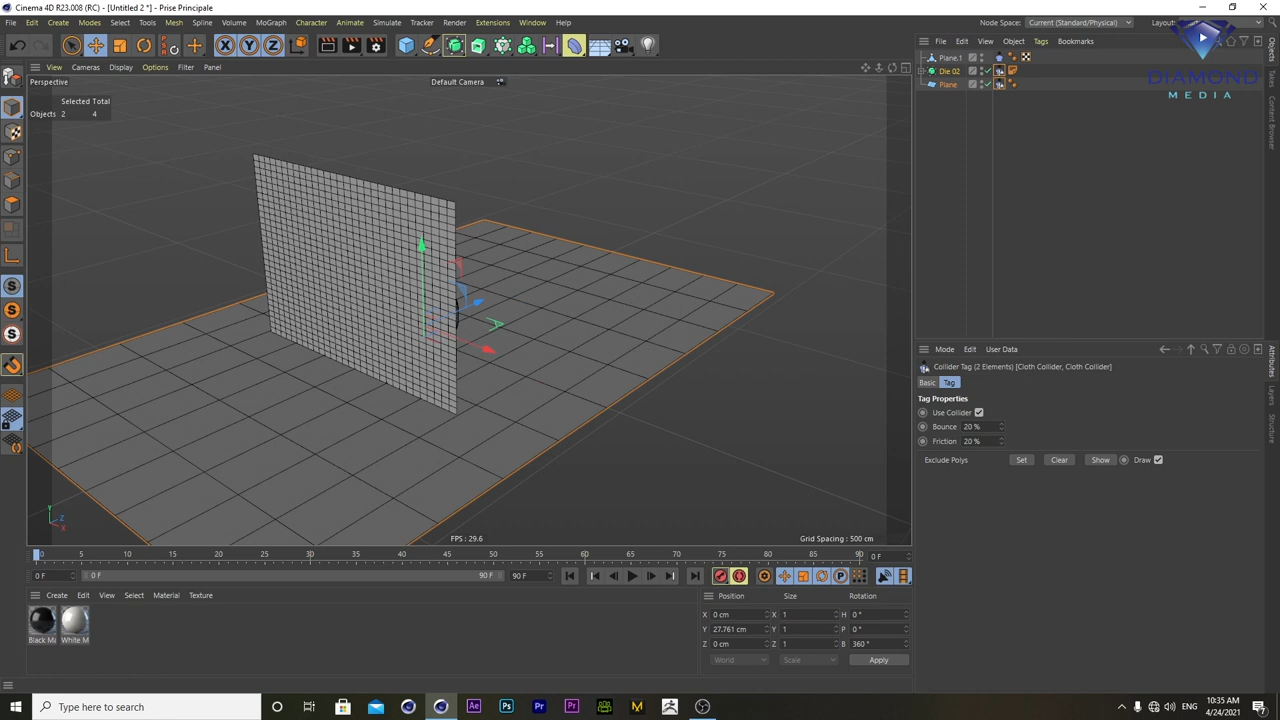 Cinema 4D R23.008 (RC) - [Untitled 2 *] - Prise Principale
File Edit Create Modes Select Tools Mesh Spline Volume MoGraph Character Animate Simulate Tracker Render Extensions Window Help
Node Space: Current (Standard/Physical) Layout:
File Edit View Object Tags Bookmarks
Plane.1
Die 02
Plane
DIAMOND
MEDIA
Objects
Takes
Content Browser
View Cameras Display Options Filter Panel
Perspective
Default Camera
Selected Total
Objects 2 4
FPS : 29.6
Grid Spacing : 500 cm
Mode Edit User Data
Collider Tag (2 Elements) [Cloth Collider, Cloth Collider]
Basic Tag
Tag Properties
Use Collider
Bounce 20 %
Friction 20 %
Exclude Polys Set Clear Show Draw
Attributes
Layers
Structure
0 5 10 15 20 25 30 35 40 45 50 55 60 65 70 75 80 85 90 0 F
0 F 0 F 90 F 90 F
Create Edit View Select Material Texture
Black Ma
White M
Position Size Rotation
X 0 cm X 1 H 0 °
Y 27.761 cm Y 1 P 0 °
Z 0 cm Z 1 B 360 °
World Scale Apply
Type here to search
ENG
10:35 AM
4/24/2021